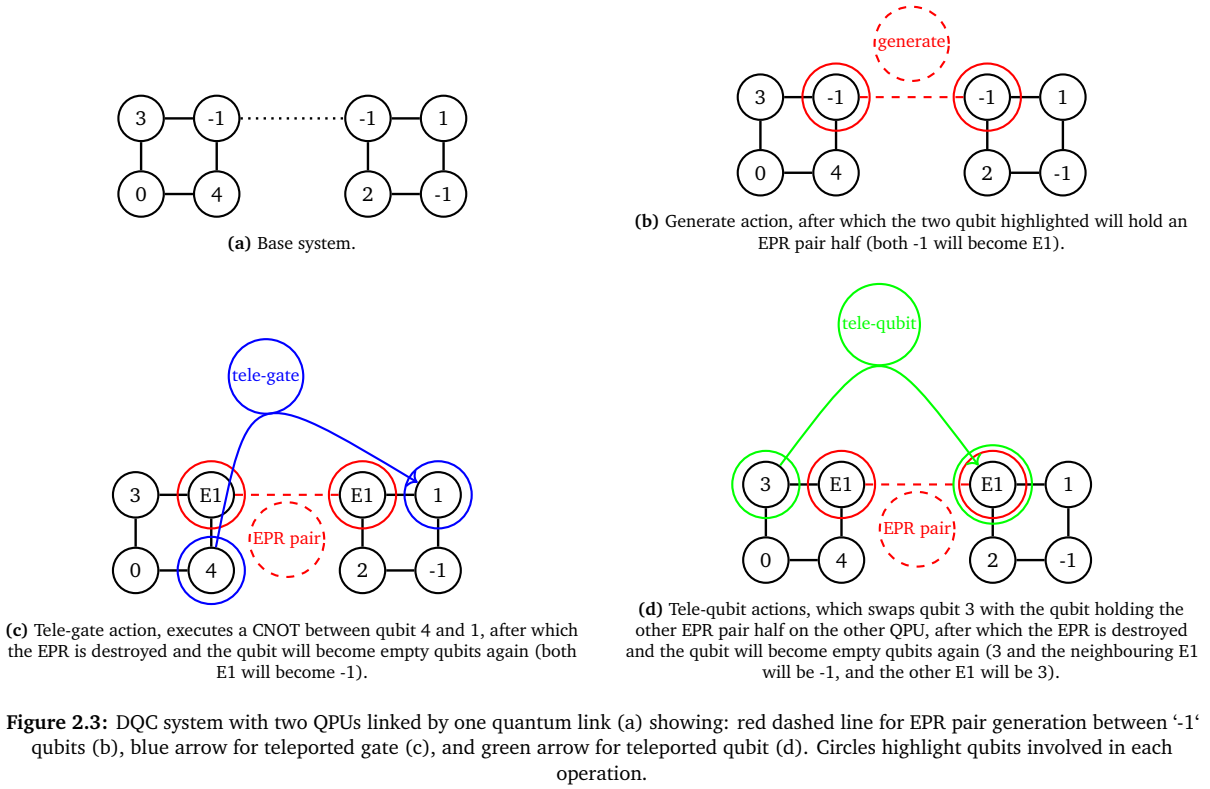 generate
3 -1 -1 1
0 4 2 -1
(b) Generate action, after which the two qubit highlighted will hold an
EPR pair half (both -1 will become E1).
3 -1 -1 1
0 4 2 -1
(a) Base system.
tele-gate
3 E1 E1 1
EPR pair
0 4 2 -1
(c) Tele-gate action, executes a CNOT between qubit 4 and 1, after which
the EPR is destroyed and the qubit will become empty qubits again (both
E1 will become -1).
tele-qubit
3 E1 E1 1
EPR pair
0 4 2 -1
(d) Tele-qubit actions, which swaps qubit 3 with the qubit holding the
other EPR pair half on the other QPU, after which the EPR is destroyed
and the qubit will become empty qubits again (3 and the neighbouring E1
will be -1, and the other E1 will be 3).
Figure 2.3: DQC system with two QPUs linked by one quantum link (a) showing: red dashed line for EPR pair generation between ‘-1‘
qubits (b), blue arrow for teleported gate (c), and green arrow for teleported qubit (d). Circles highlight qubits involved in each
operation.